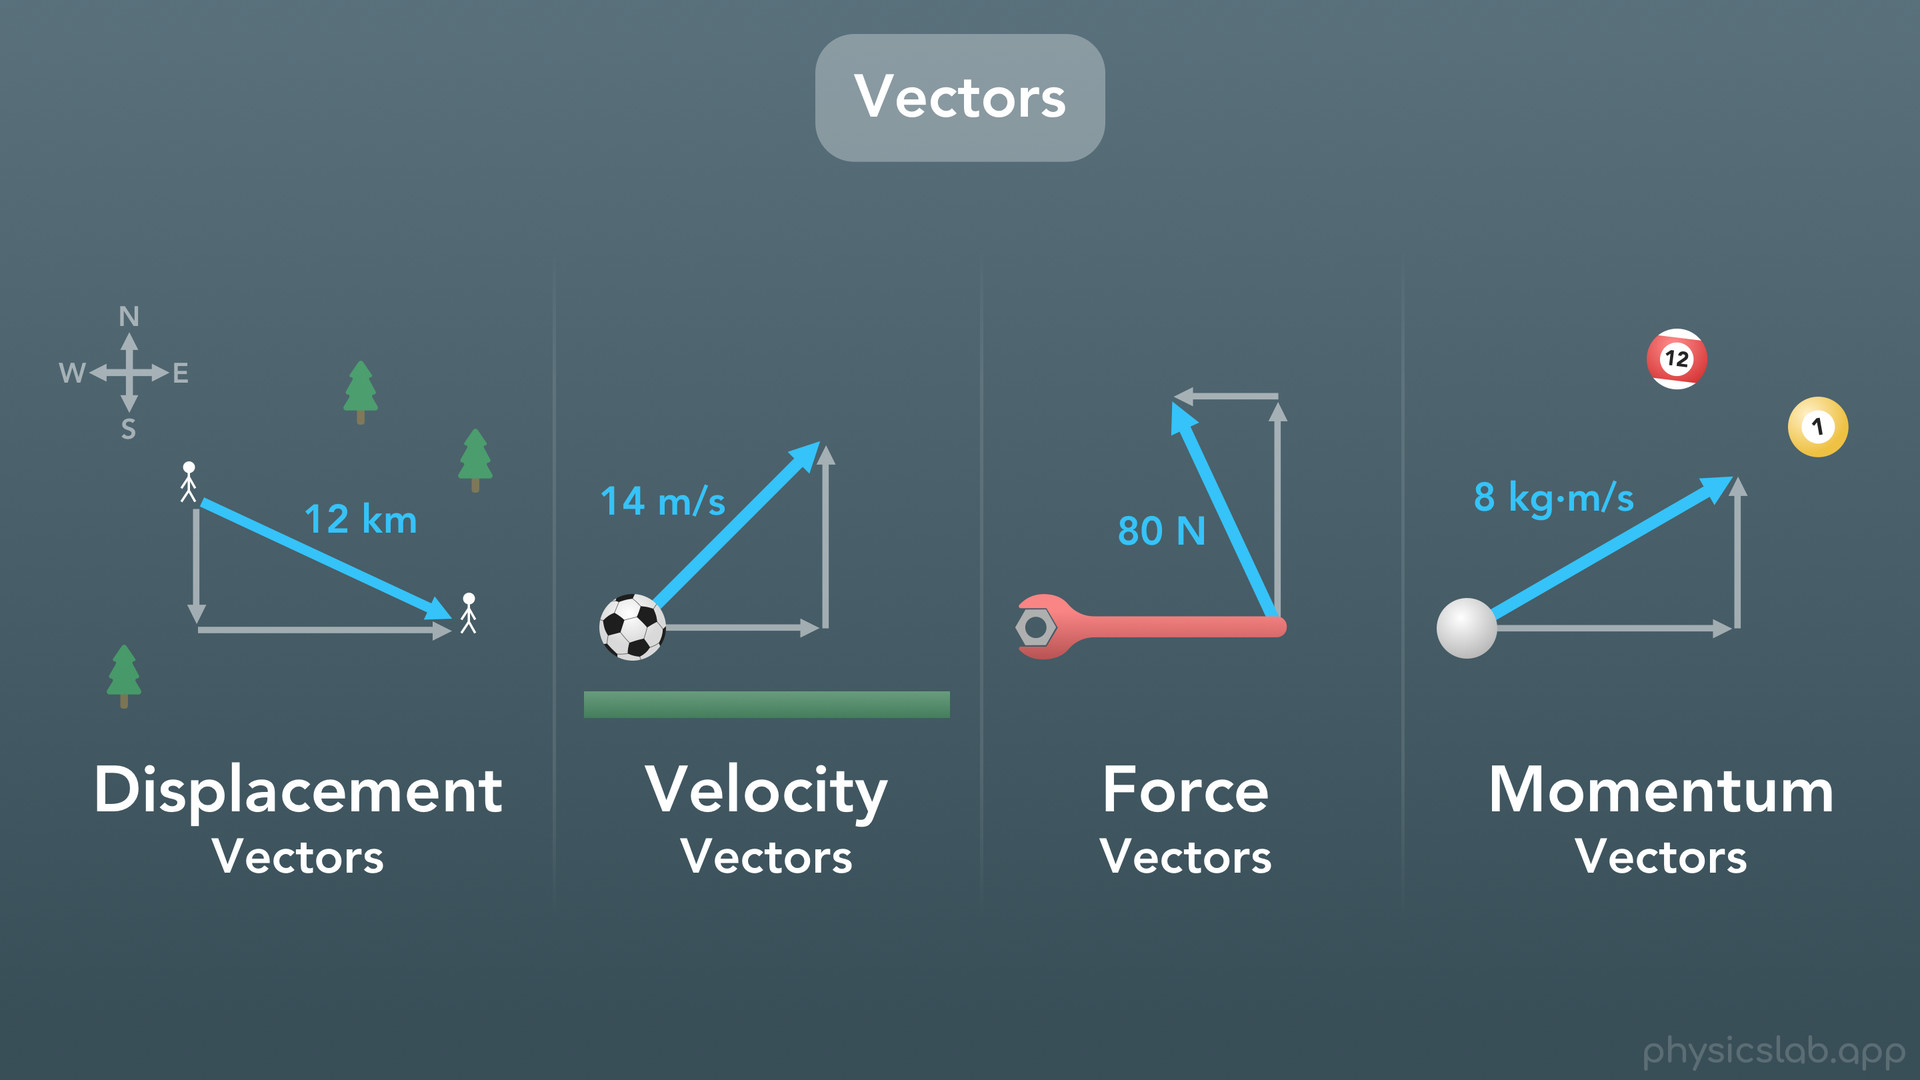 Vectors
N
W E
S
12 km
14 m/s
80 N
8 kg·m/s
12
1
Displacement
Vectors
Velocity
Vectors
Force
Vectors
Momentum
Vectors
physicslab.app